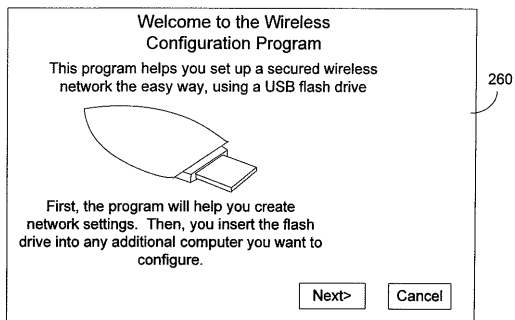 Welcome to the Wireless
Configuration Program
This program helps you set up a secured wireless
network the easy way, using a USB flash drive
260
First, the program will help you create
network settings. Then, you insert the flash
drive into any additional computer you want to
configure.
Next> Cancel